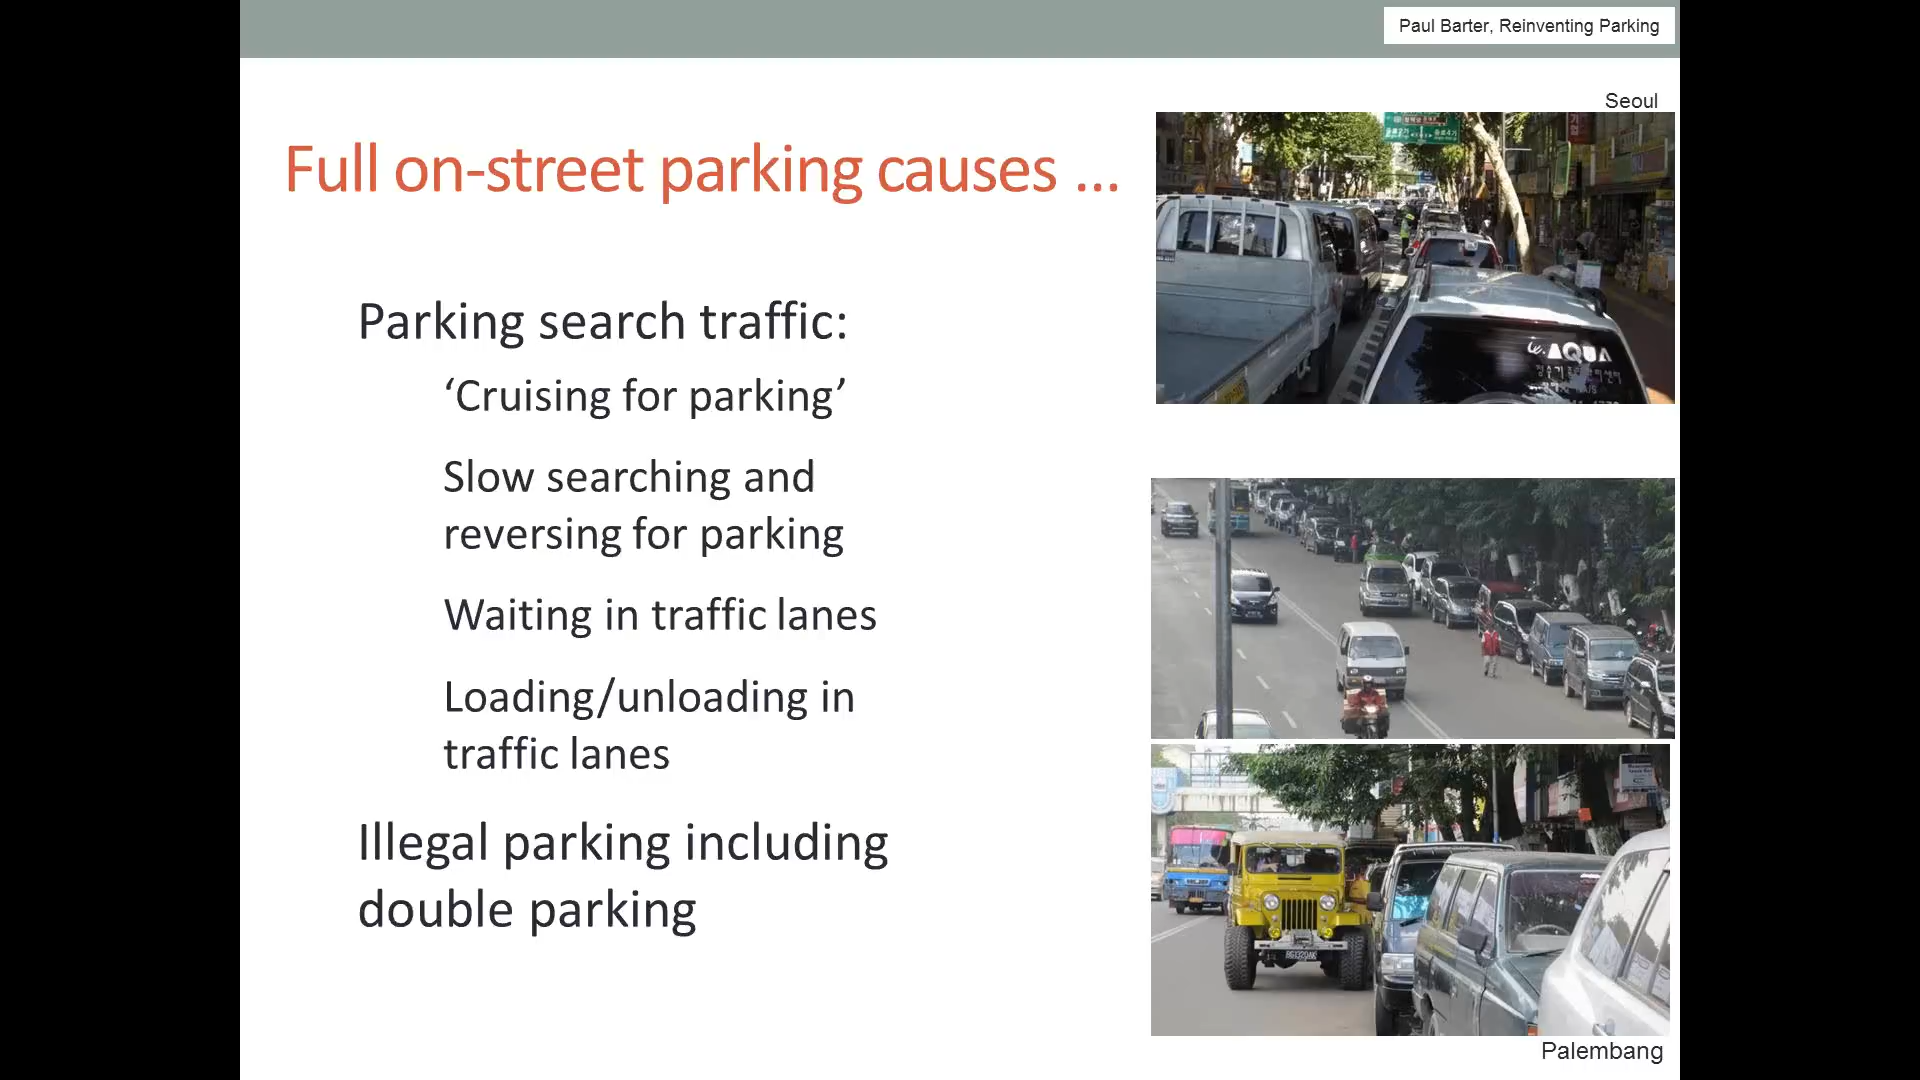 Paul Barter, Reinventing Parking
Seoul
Full on-street parking causes ...
Parking search traffic:
‘Cruising for parking’
Slow searching and
reversing for parking
Waiting in traffic lanes
Loading/unloading in
traffic lanes
Illegal parking including
double parking
AQUA
Palembang